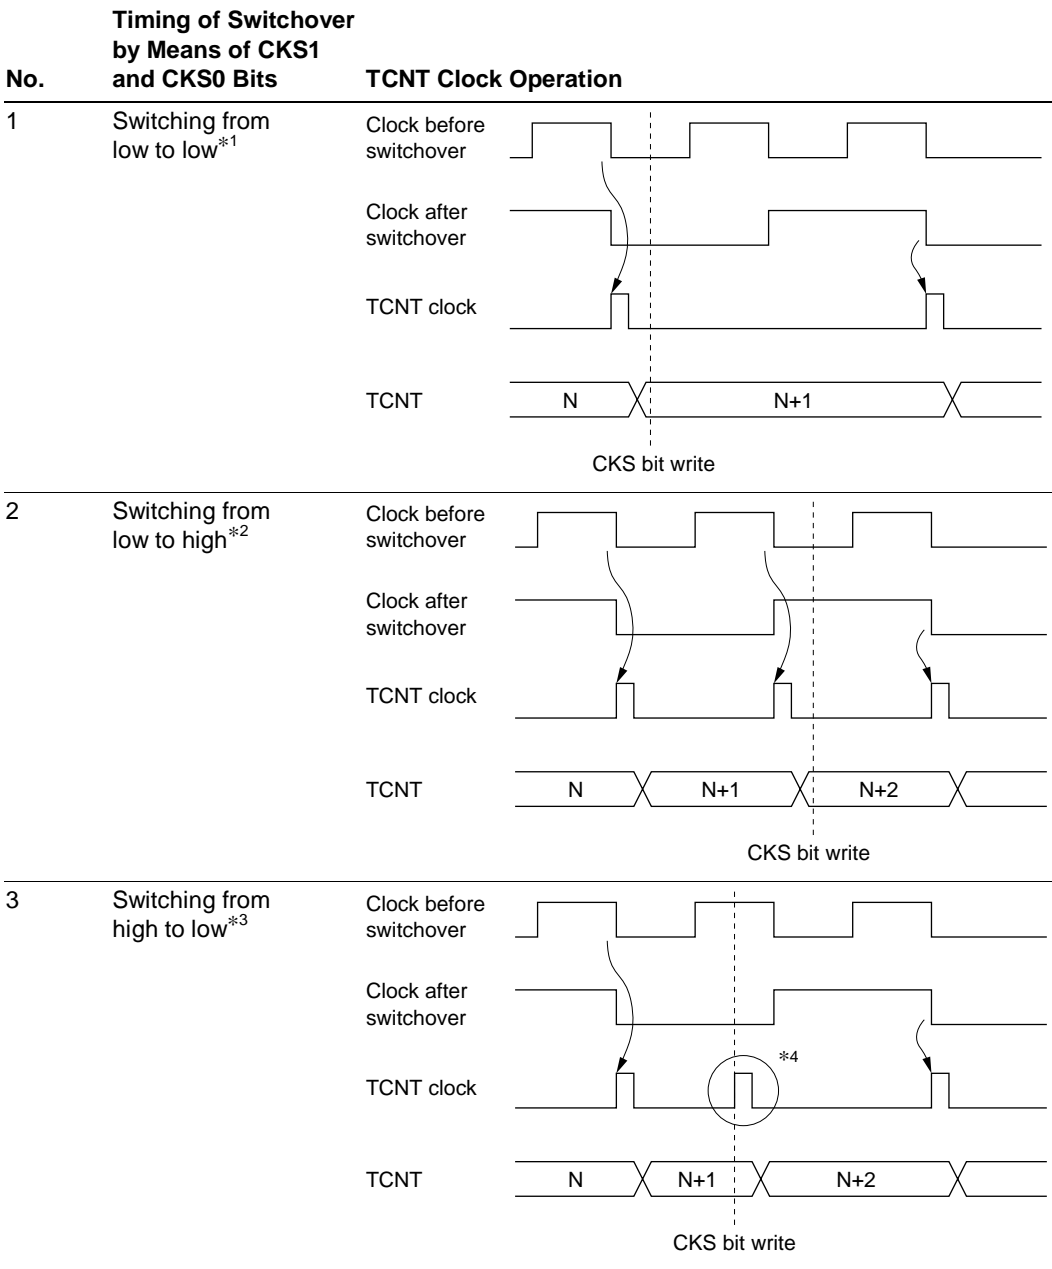 Timing of Switchover
by Means of CKS1
No. and CKS0 Bits TCNT Clock Operation
1 Switching from
low to low*1
Clock before
switchover
Clock after
switchover
TCNT clock
TCNT N N+1
CKS bit write
2 Switching from
low to high*2
Clock before
switchover
Clock after
switchover
TCNT clock
TCNT N N+1 N+2
CKS bit write
3 Switching from
high to low*3
Clock before
switchover
Clock after
switchover
*4
TCNT clock
TCNT N N+1 N+2
CKS bit write